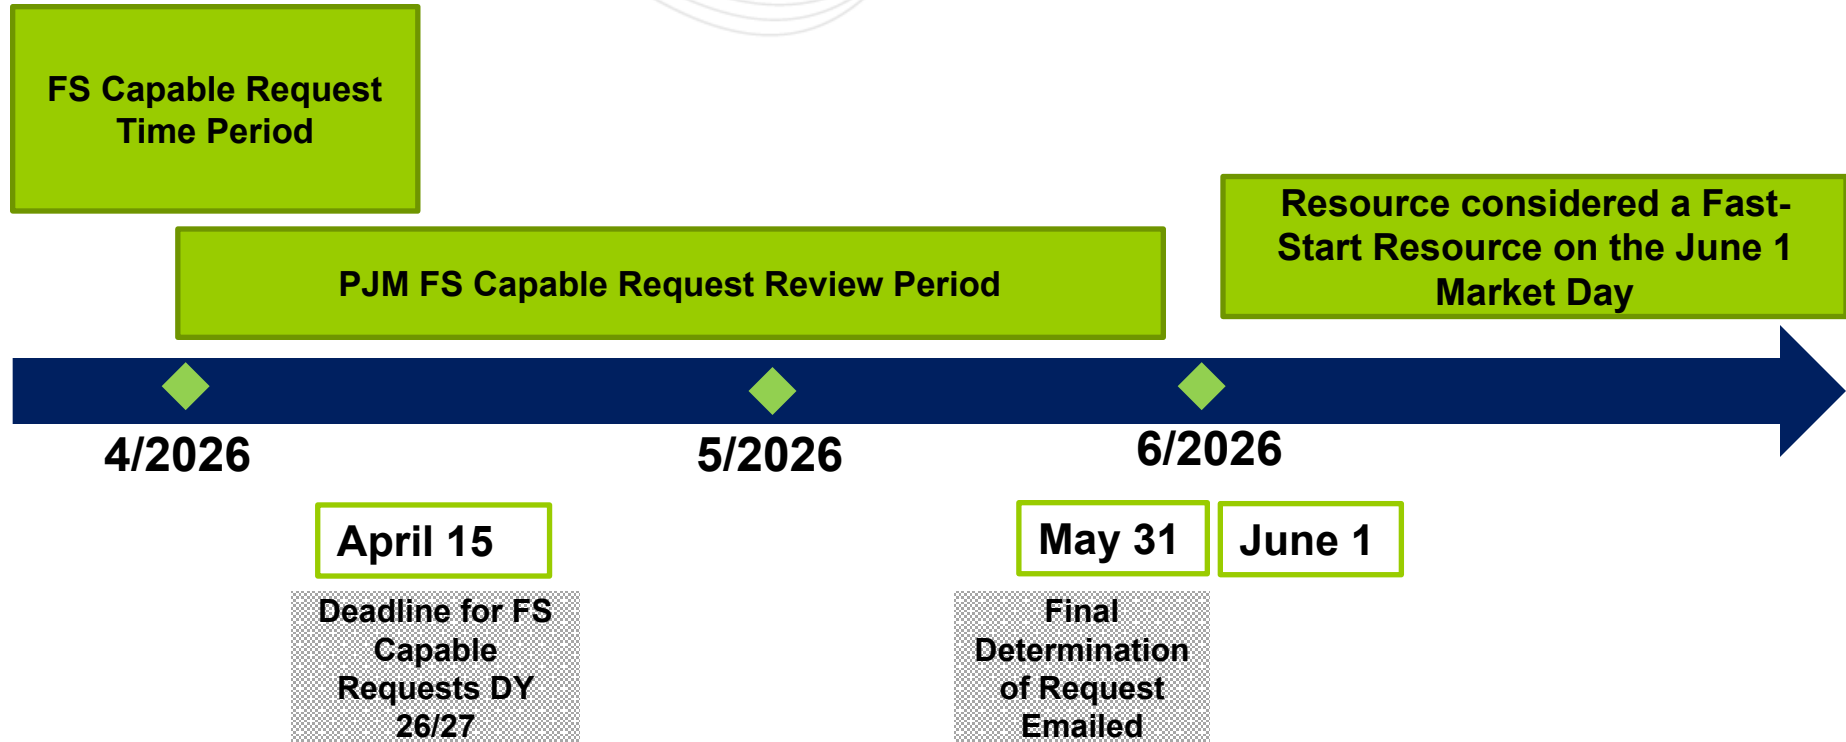 FS Capable Request
Time Period
PJM FS Capable Request Review Period
Resource considered a Fast-
Start Resource on the June 1
Market Day
4/2026
5/2026
6/2026
April 15
May 31
June 1
Deadline for FS
Capable
Requests DY
26/27
Final
Determination
of Request
Emailed